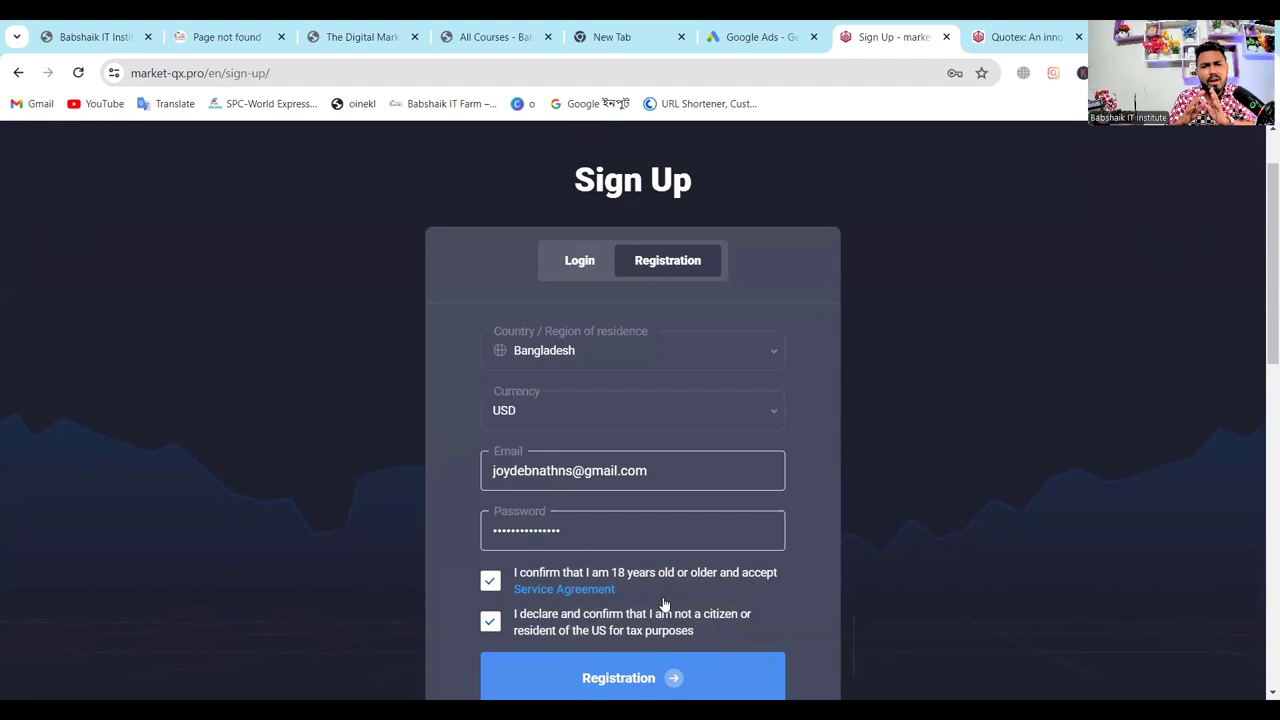 Babshaik IT Insti
Page not found
The Digital Mark
All Courses - Bab
New Tab
Google Ads - Ge
Sign Up - marke
Quotex: An inno
market-qx.pro/en/sign-up/
Gmail
YouTube
Translate
SPC-World Express...
oinekl
Babshaik IT Farm –...
o
Google ইনপুট
URL Shortener, Cust...
Babshaik IT Institute
Sign Up
Login
Registration
Country / Region of residence
Bangladesh
Currency
USD
Email
joydebnathns@gmail.com
Password
I confirm that I am 18 years old or older and accept
Service Agreement
I declare and confirm that I am not a citizen or
resident of the US for tax purposes
Registration